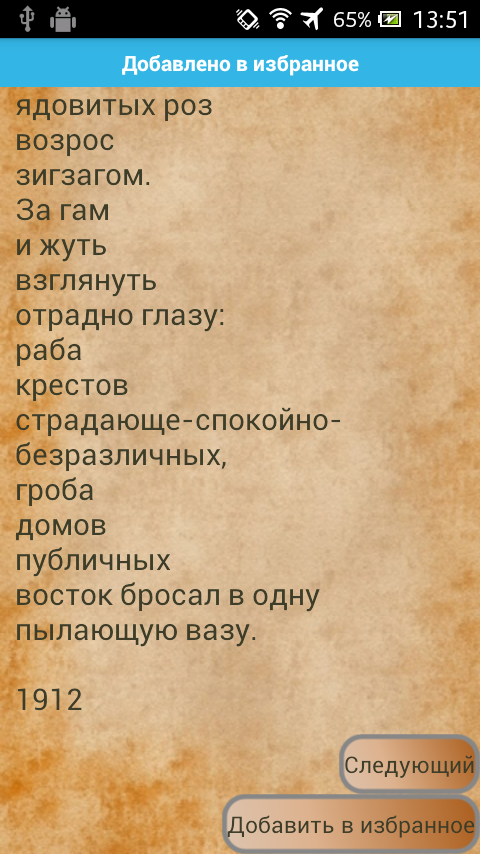 65% 13:51
Добавлено в избранное
ядовитых роз
возрос
зигзагом.
За гам
и жуть
взглянуть
отрадно глазу:
раба
крестов
страдающе-спокойно-
безразличных,
гроба
домов
публичных
восток бросал в одну
пылающую вазу.
1912
Следующий
Добавить в избранное